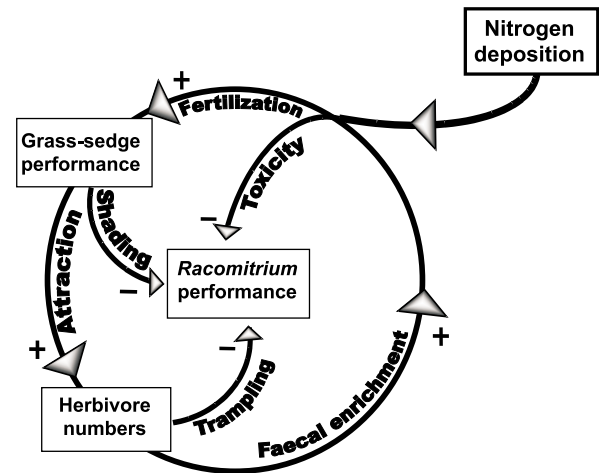 Nitrogen
deposition
+
Fertilization
Grass-sedge
performance
Toxicity
–
Shading
–
Racomitrium
performance
Attraction
+
–
+
Herbivore
numbers
Trampling
Faecal enrichment